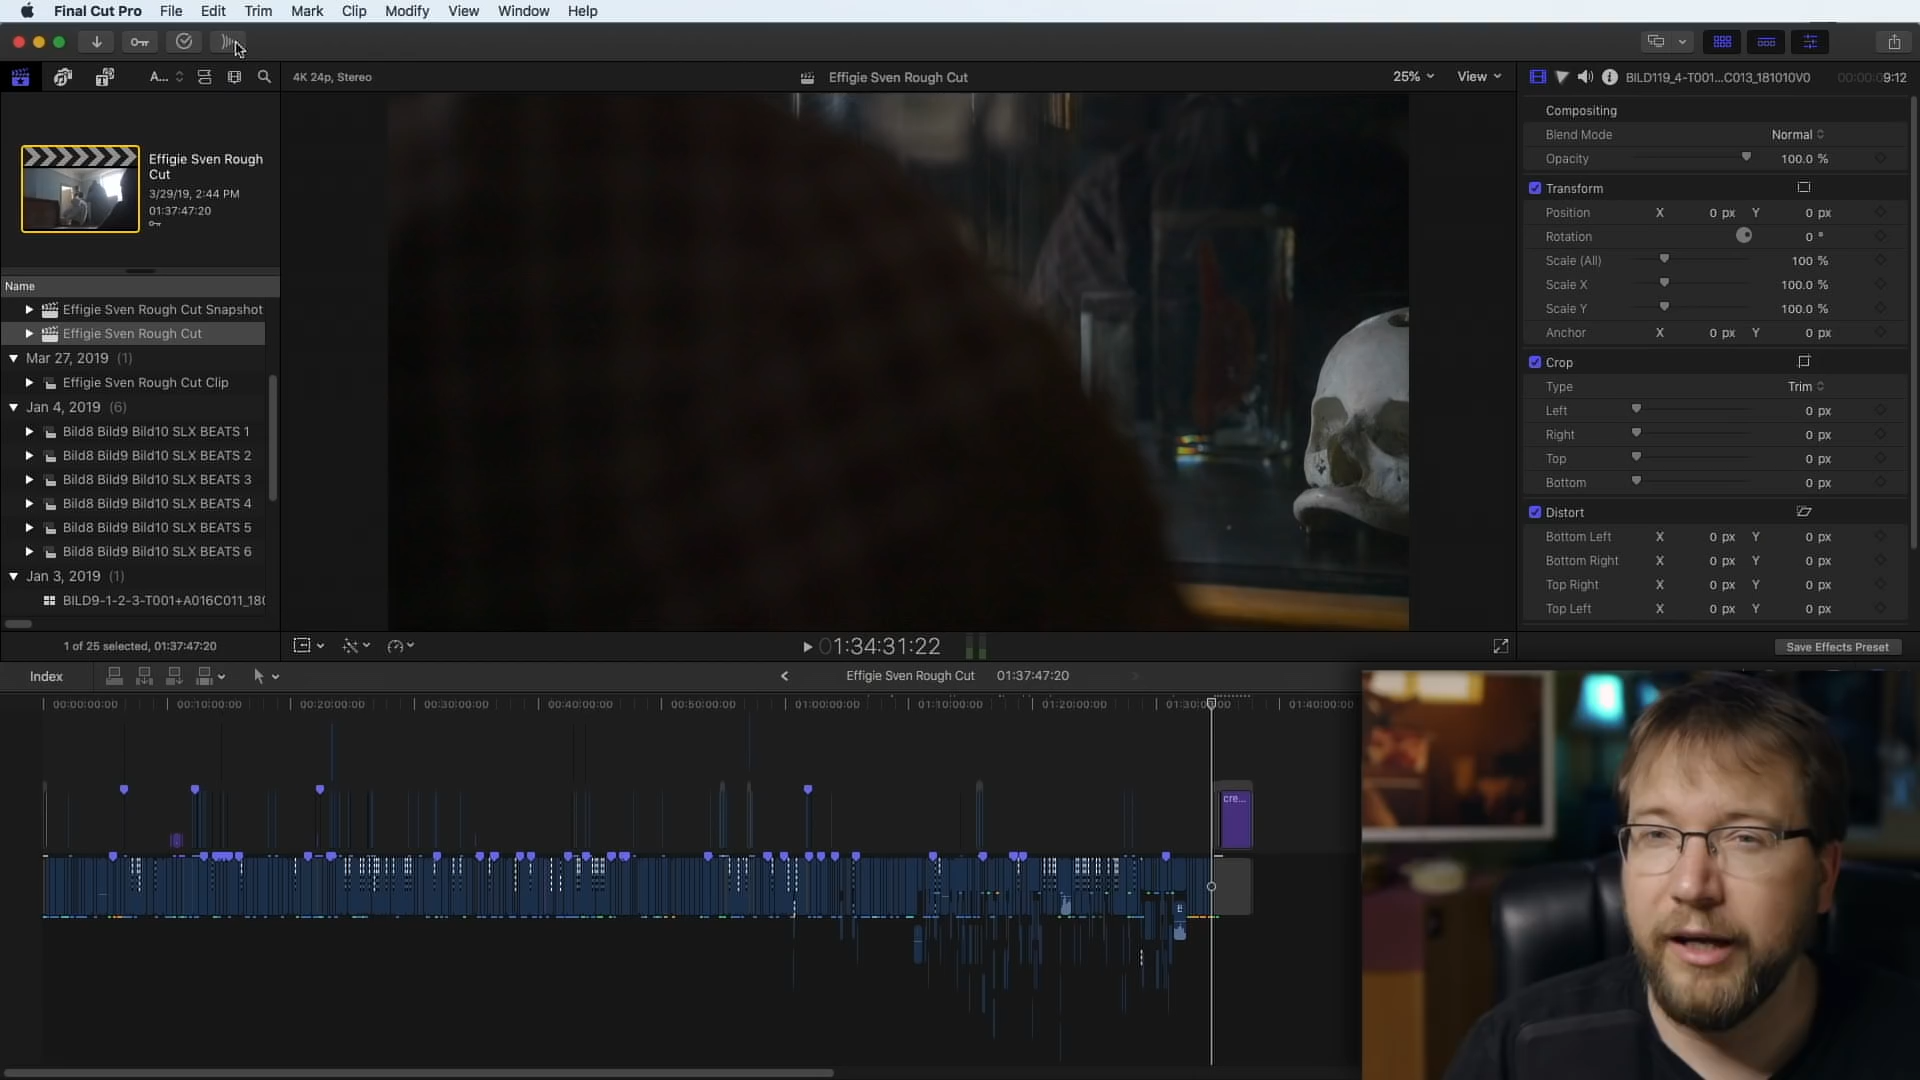 Final Cut Pro File Edit Trim Mark Clip Modify View Window Help
A...
4K 24p, Stereo
Effigie Sven Rough Cut
25%
View
BILD119_4-T001...C013_181010V0
00:00:09:12
Effigie Sven Rough
Cut
3/29/19, 2:44 PM
01:37:47:20
Name
Effigie Sven Rough Cut Snapshot
Effigie Sven Rough Cut
Mar 27, 2019 (1)
Effigie Sven Rough Cut Clip
Jan 4, 2019 (6)
Bild8 Bild9 Bild10 SLX BEATS 1
Bild8 Bild9 Bild10 SLX BEATS 2
Bild8 Bild9 Bild10 SLX BEATS 3
Bild8 Bild9 Bild10 SLX BEATS 4
Bild8 Bild9 Bild10 SLX BEATS 5
Bild8 Bild9 Bild10 SLX BEATS 6
Jan 3, 2019 (1)
BILD9-1-2-3-T001+A016C011_180
1 of 25 selected, 01:37:47:20
01:34:31:22
Compositing
Blend Mode Normal
Opacity 100.0 %
Transform
Position X 0 px Y 0 px
Rotation 0 °
Scale (All) 100 %
Scale X 100.0 %
Scale Y 100.0 %
Anchor X 0 px Y 0 px
Crop
Type Trim
Left 0 px
Right 0 px
Top 0 px
Bottom 0 px
Distort
Bottom Left X 0 px Y 0 px
Bottom Right X 0 px Y 0 px
Top Right X 0 px Y 0 px
Top Left X 0 px Y 0 px
Save Effects Preset
Index
Effigie Sven Rough Cut 01:37:47:20
00:00:00:00 00:10:00:00 00:20:00:00 00:30:00:00 00:40:00:00 00:50:00:00 01:00:00:00 01:10:00:00 01:20:00:00 01:30:00:00 01:40:00:00
cre...